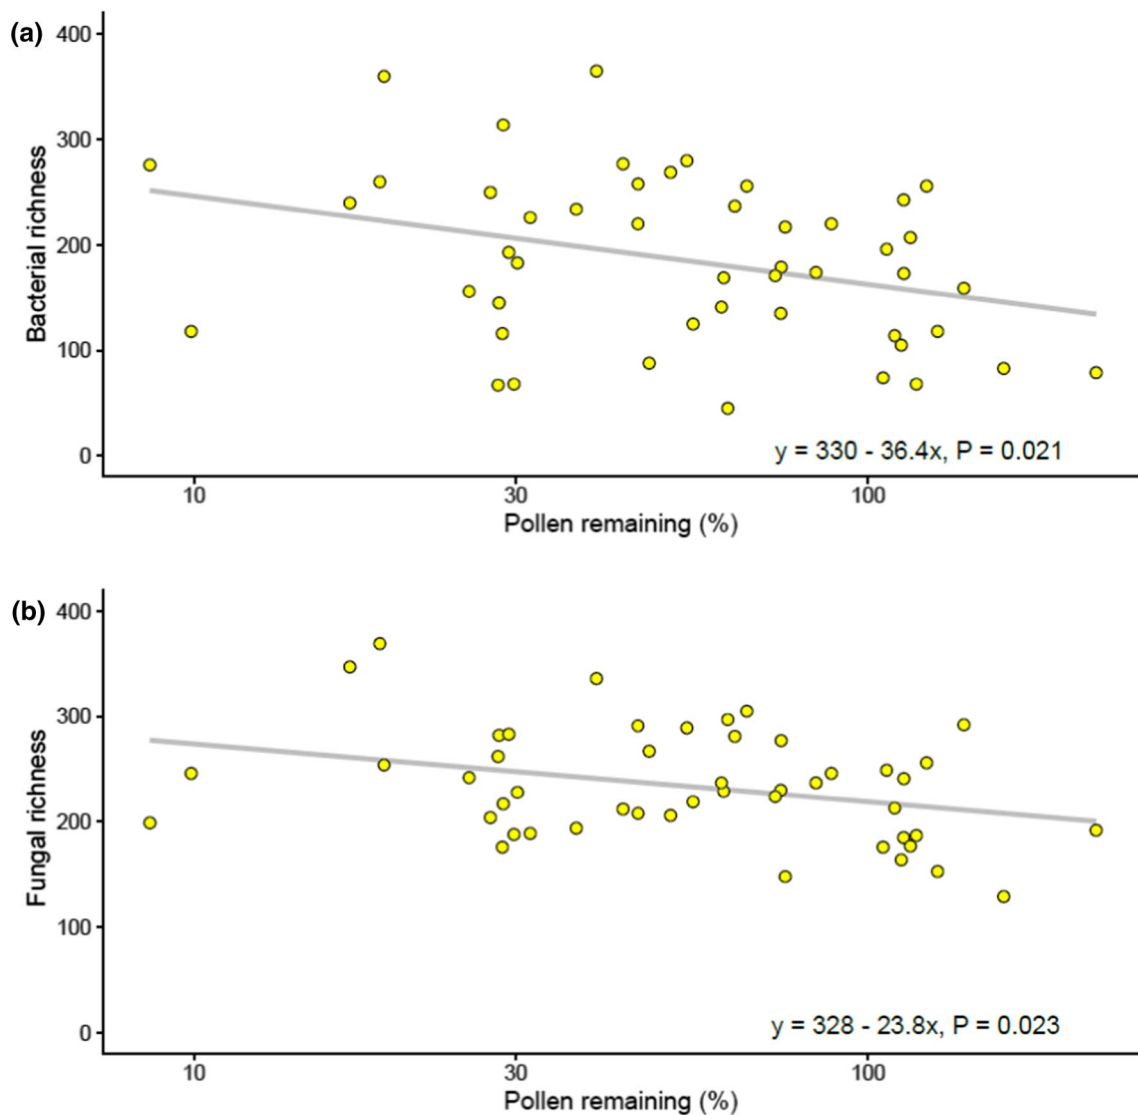 (a)
400
300
200
100
0
Bacterial richness
y = 330 - 36.4x, P = 0.021
10 30 100
Pollen remaining (%)
(b)
400
300
200
100
0
Fungal richness
y = 328 - 23.8x, P = 0.023
10 30 100
Pollen remaining (%)